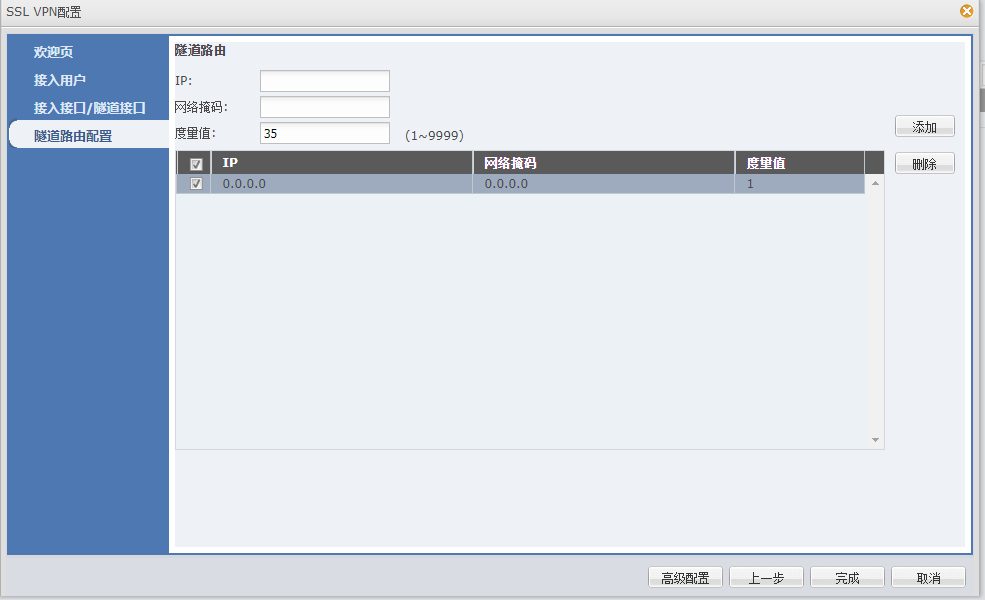 SSL VPN配置
欢迎页
接入用户
接入接口/隧道接口
隧道路由配置
隧道路由
IP:
网络掩码:
度量值: 35 (1~9999)
添加
IP 网络掩码 度量值
删除
0.0.0.0 0.0.0.0 1
高级配置 上一步 完成 取消